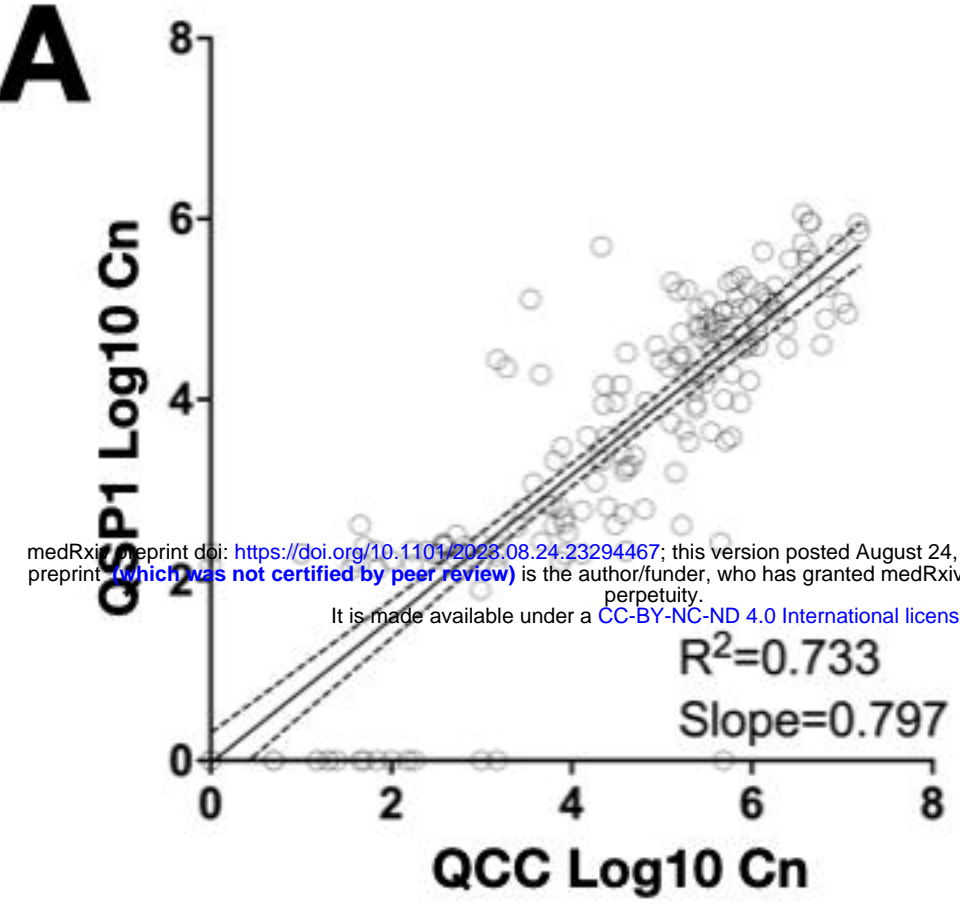 A
8
6
4
2
0
QSP1 Log10 Cn
medRxiv preprint doi: https://doi.org/10.1101/2023.08.24.23294467; this version posted August 24,
preprint (which was not certified by peer review) is the author/funder, who has granted medRxiv
perpetuity.
It is made available under a CC-BY-NC-ND 4.0 International licens
R²=0.733
Slope=0.797
0 2 4 6 8
QCC Log10 Cn